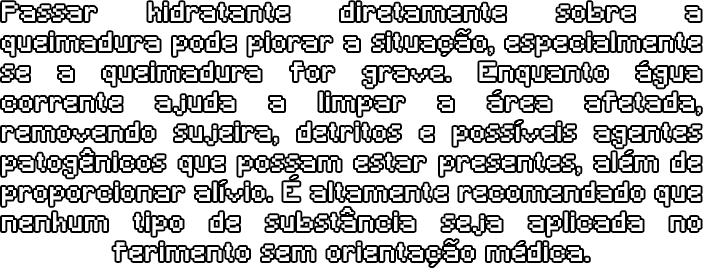 Passar hidratante diretamente sobre a
queimadura pode piorar a situação, especialmente
se a queimadura for grave. Enquanto água
corrente ajuda a limpar a área afetada,
removendo sujeira, detritos e possíveis agentes
patogênicos que possam estar presentes, além de
proporcionar alívio. É altamente recomendado que
nenhum tipo de substância seja aplicada no
ferimento sem orientação médica.